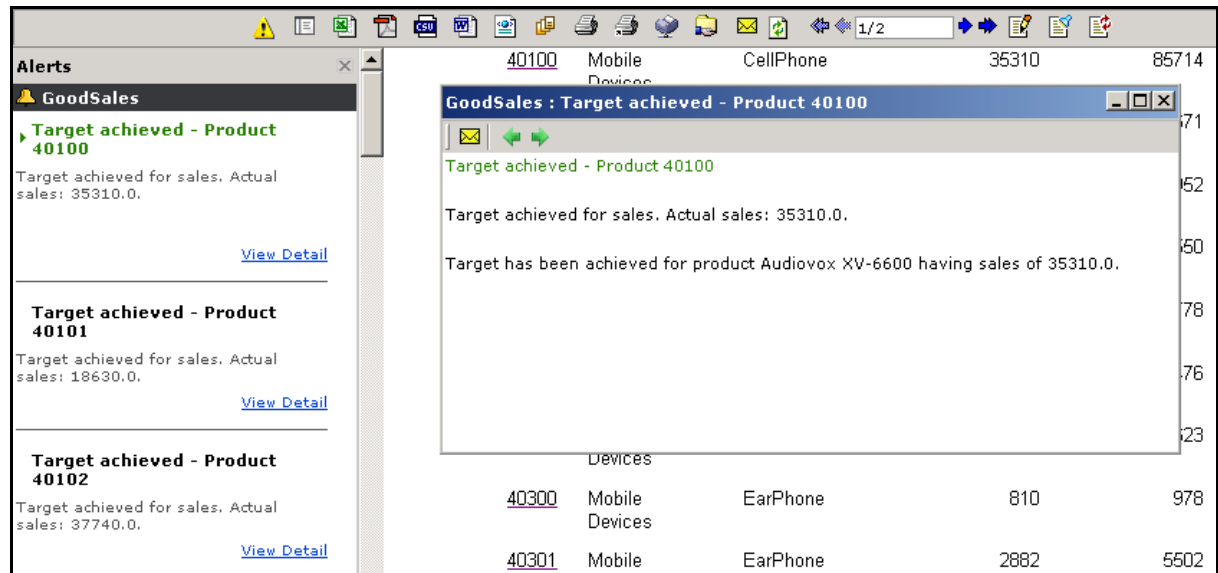 CSV
1/2
Alerts
GoodSales
Target achieved - Product
40100
Target achieved for sales. Actual
sales: 35310.0.
View Detail
Target achieved - Product
40101
Target achieved for sales. Actual
sales: 18630.0.
View Detail
Target achieved - Product
40102
Target achieved for sales. Actual
sales: 37740.0.
View Detail
40100 Mobile CellPhone 35310 85714
Devices
GoodSales : Target achieved - Product 40100
Target achieved - Product 40100
Target achieved for sales. Actual sales: 35310.0.
Target has been achieved for product Audiovox XV-6600 having sales of 35310.0.
Devices
40300 Mobile EarPhone 810 978
Devices
40301 Mobile EarPhone 2882 5502